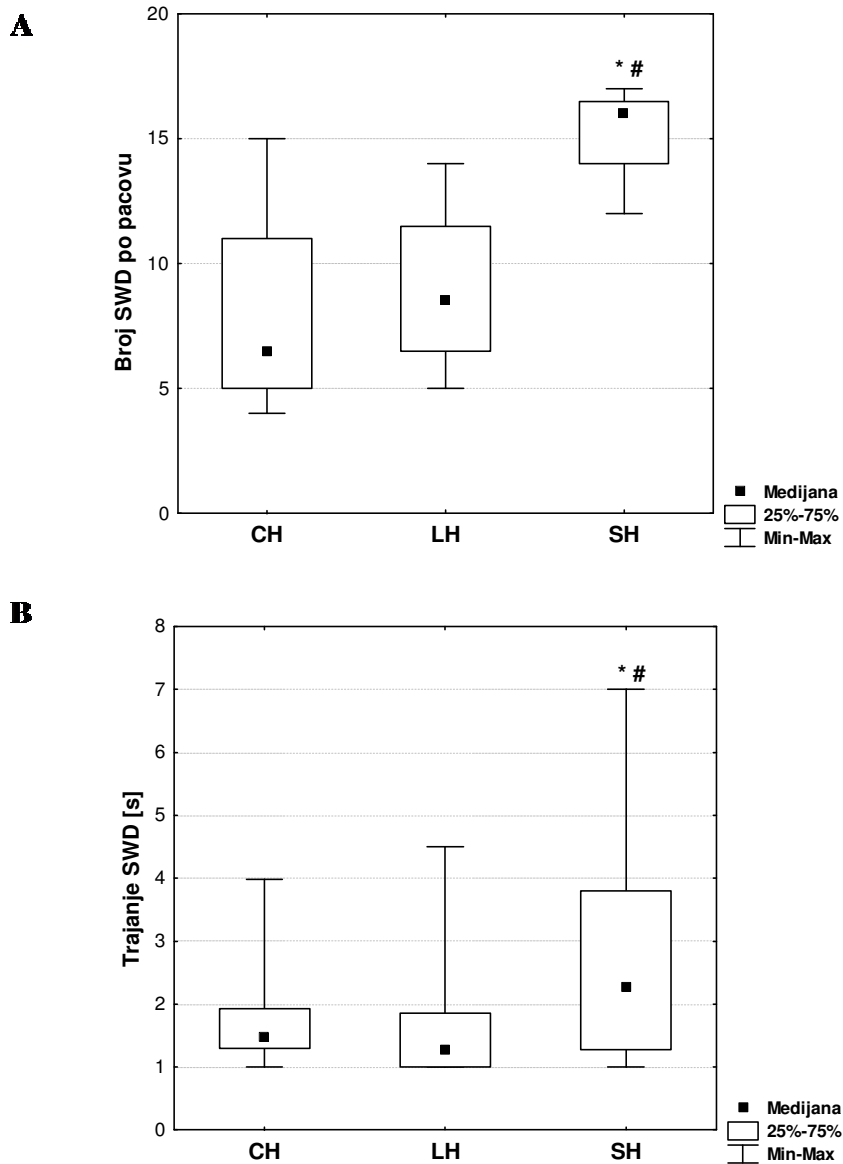 A
Broj SWD po pacovu
20
15
10
5
0
* #
CH LH SH
Medijana
25%-75%
Min-Max
B
Trajanje SWD [s]
8
7
6
5
4
3
2
1
0
* #
CH LH SH
Medijana
25%-75%
Min-Max